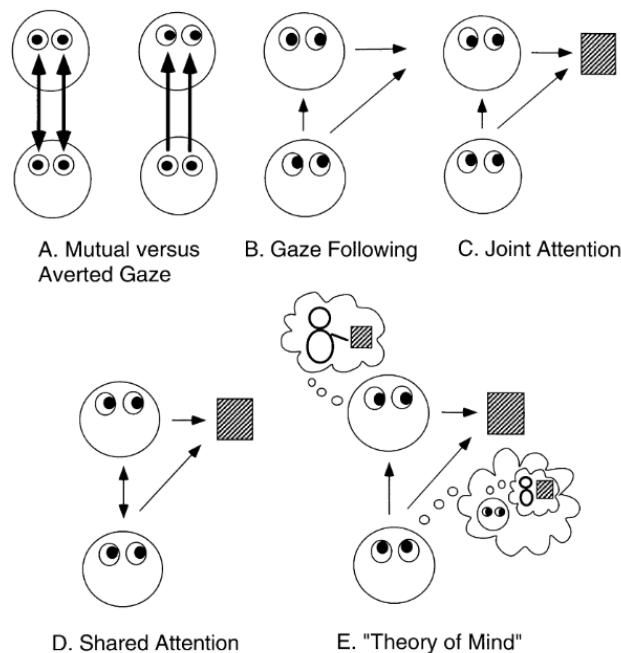 A. Mutual versus
Averted Gaze
B. Gaze Following
C. Joint Attention
D. Shared Attention
E. "Theory of Mind"